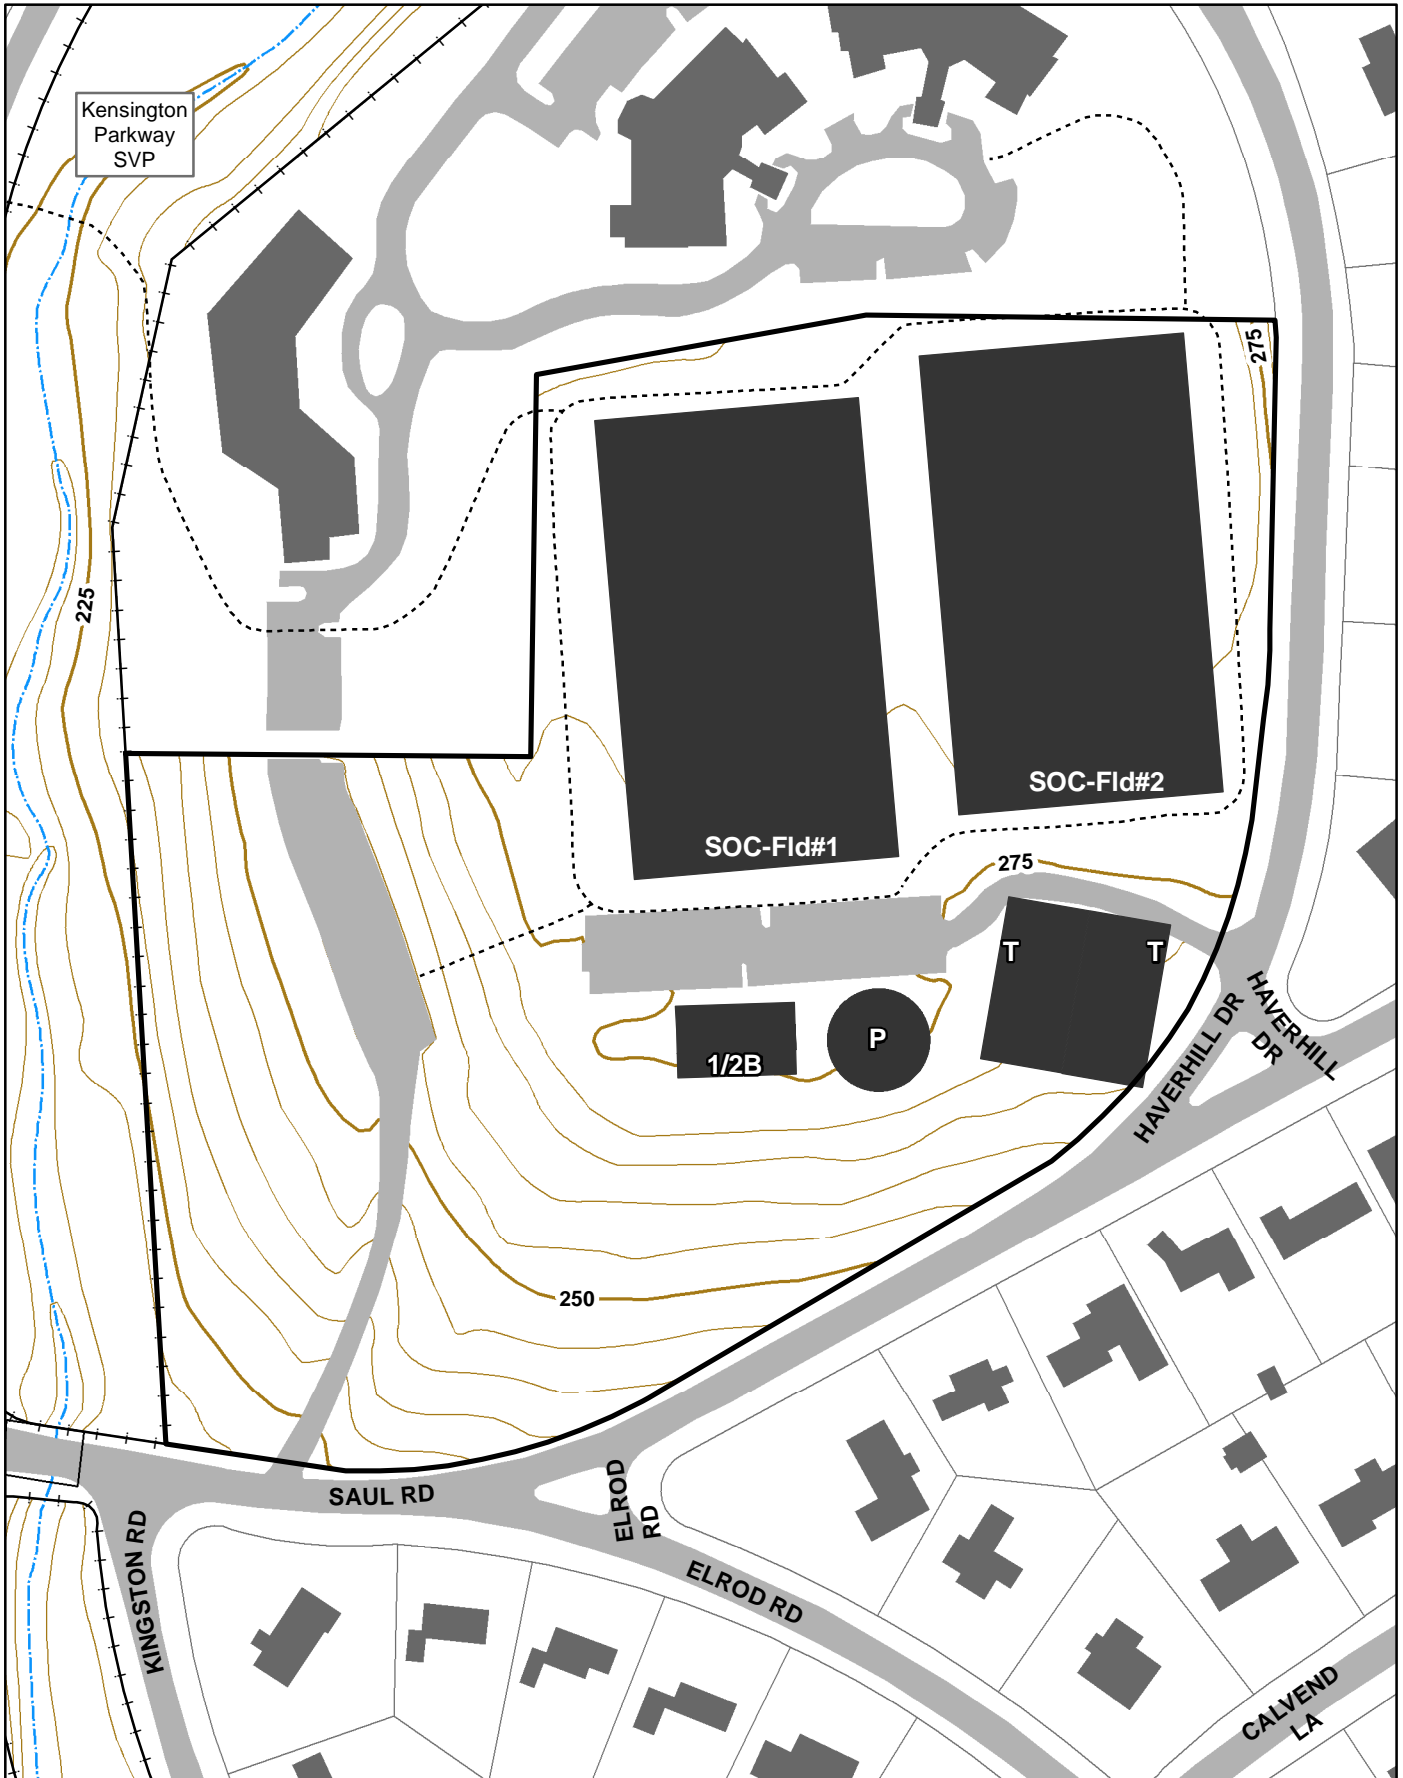 Kensington
Parkway
SVP
275
225
SOC-Fld#2
SOC-Fld#1
275
T
T
HAVERHILL DR
HAVERHILL
DR
P
1/2B
250
SAUL RD
ELROD
RD
KINGSTON RD
ELROD RD
CALVEND
LA